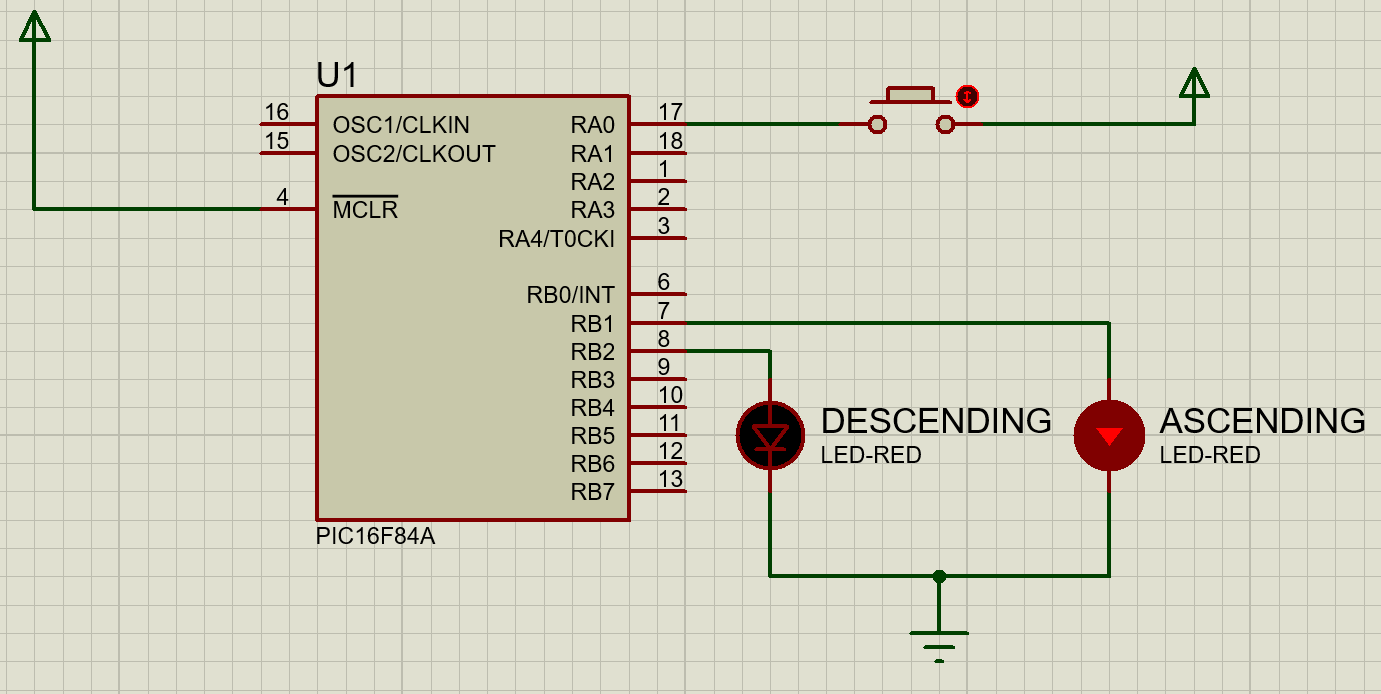 U1
16 OSC1/CLKIN RA0 17
15 OSC2/CLKOUT RA1 18
RA2 1
4 MCLR RA3 2
RA4/T0CKI 3
RB0/INT 6
RB1 7
RB2 8
RB3 9
RB4 10
RB5 11
RB6 12
RB7 13
PIC16F84A
DESCENDING
LED-RED
ASCENDING
LED-RED